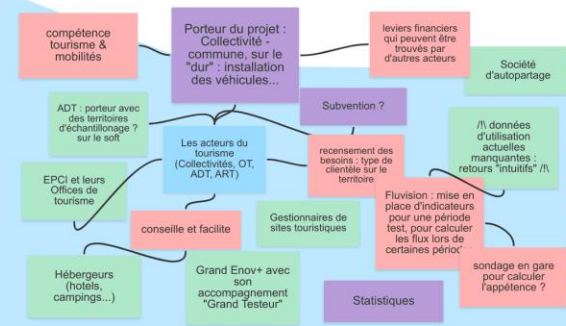 compétence
tourisme &
mobilités
Porteur du projet :
Collectivité -
commune, sur le
"dur" : installation
des véhicules...
leviers financiers
qui peuvent être
trouvés par
d'autres acteurs
Société
d'autopartage
ADT : porteur avec
des territoires
d'échantillonage ?
sur le soft
Subvention ?
Les acteurs du
tourisme
(Collectivités, OT,
ADT, ART)
recensement des
besoins : type de
clientèle sur le
territoire
/!\ données
d'utilisation
actuelles
manquantes :
retours "intuitifs" /!\
EPCI et leurs
Offices de
tourisme
Fluvision : mise en
place d'indicateurs
pour une période
test, pour calculer
les flux lors de
certaines
conseille et facilite
Gestionnaires de
sites touristiques
Hébergeurs
(hotels,
campings...)
Grand Enov+ avec
son
accompagnement
"Grand Testeur"
Statistiques
sondage en gare
pour calculer
l'appétence ?